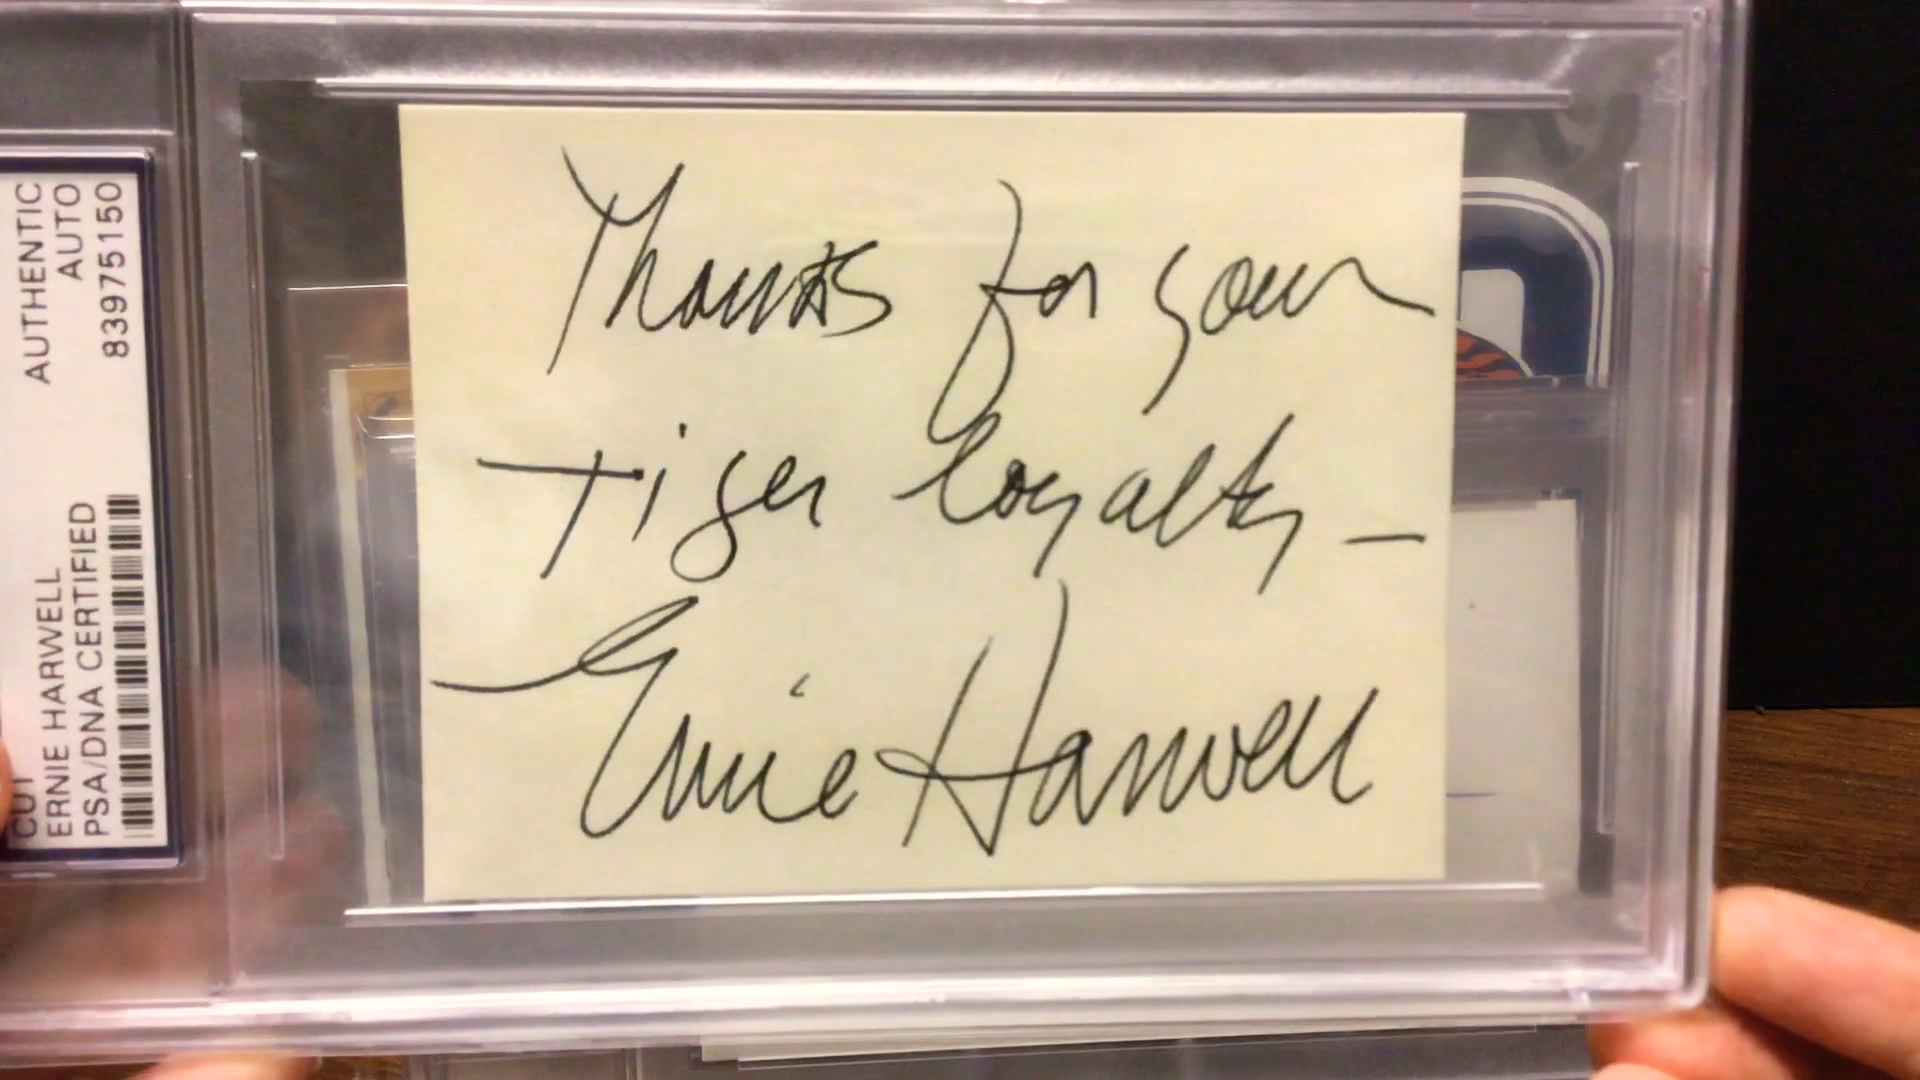 CUT
AUTHENTIC
ERNIE HARWELL
AUTO
PSA/DNA CERTIFIED
83975150
Thanks for your
Tiger loyalty –
Ernie Harwell